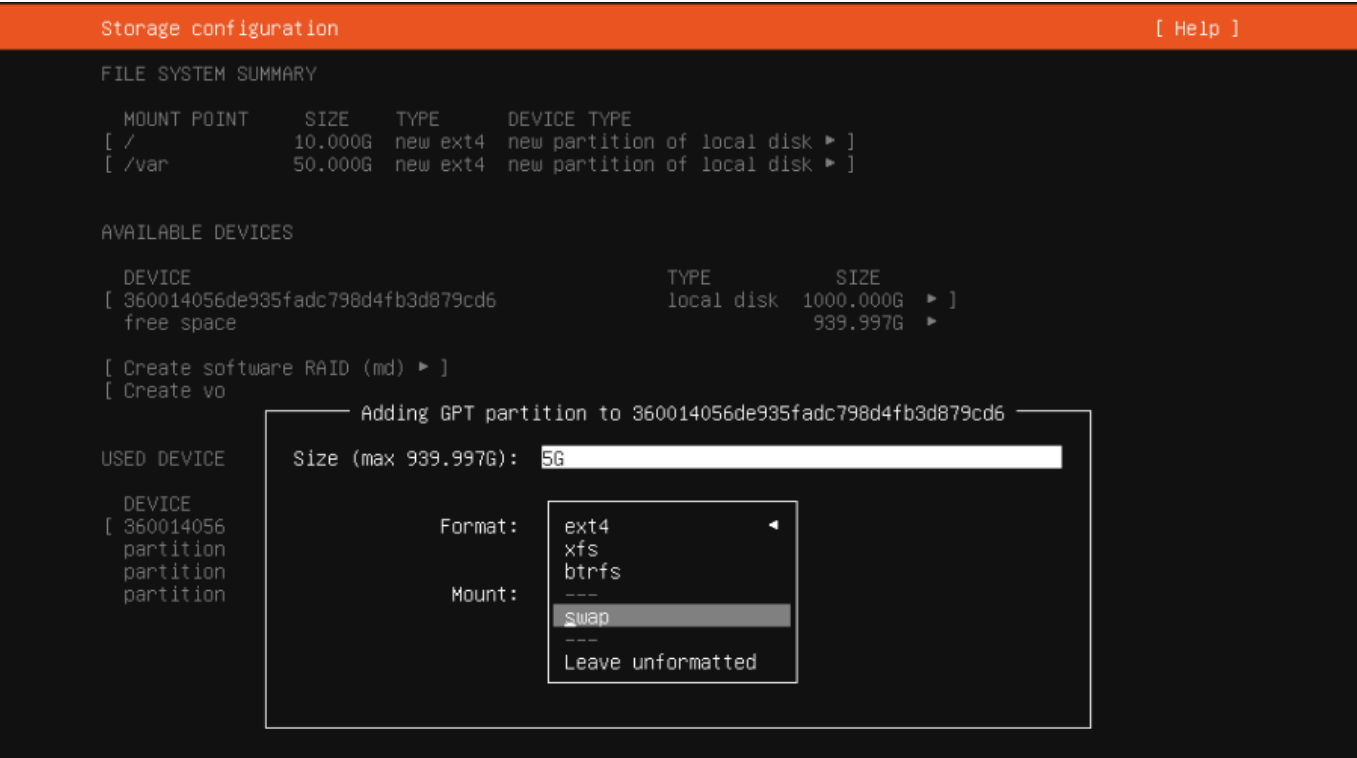 Storage configuration [ Help ]
FILE SYSTEM SUMMARY
MOUNT POINT SIZE TYPE DEVICE TYPE
[ / 10.000G new ext4 new partition of local disk ▸ ]
[ /var 50.000G new ext4 new partition of local disk ▸ ]
AVAILABLE DEVICES
DEVICE TYPE SIZE
[ 360014056de935fadc798d4fb3d879cd6 local disk 1000.000G ▸ ]
free space 939.997G ▸
[ Create software RAID (md) ▸ ]
[ Create vo
Adding GPT partition to 360014056de935fadc798d4fb3d879cd6
USED DEVICE Size (max 939.997G): 5G
DEVICE
[ 360014056 Format: ext4 ◂
partition xfs
partition btrfs
partition Mount: ---
swap
---
Leave unformatted